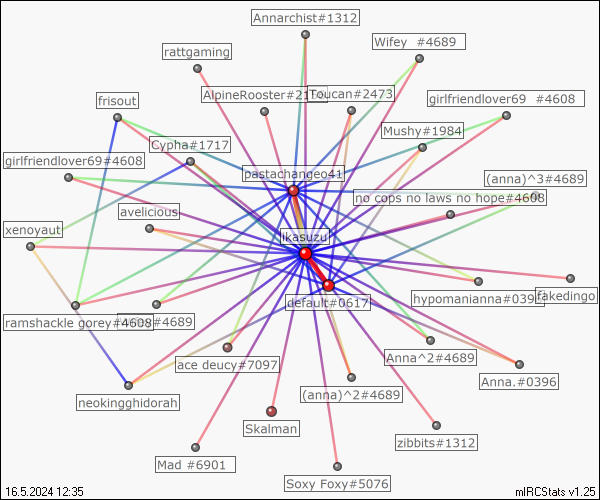 Annarchist#1312
Wifey #4689
rattgaming
AlpineRooster#21
Toucan#2473
girlfriendlover69 #4608
frisout
Mushy#1984
Cypha#1717
girlfriendlover69#4608
pastachangeo41
(anna)^3#4689
no cops no laws no hope#4608
avelicious
xenoyaut
likasuzu
default#0617
hypomanianna#039
fakedingo
ramshackle gorey#4608
#4689
Anna^2#4689
ace deucy#7097
Anna.#0396
(anna)^2#4689
neokingghidorah
Skalman
zibbits#1312
Mad #6901
Soxy Foxy#5076
16.5.2024 12:35
mIRCStats v1.25